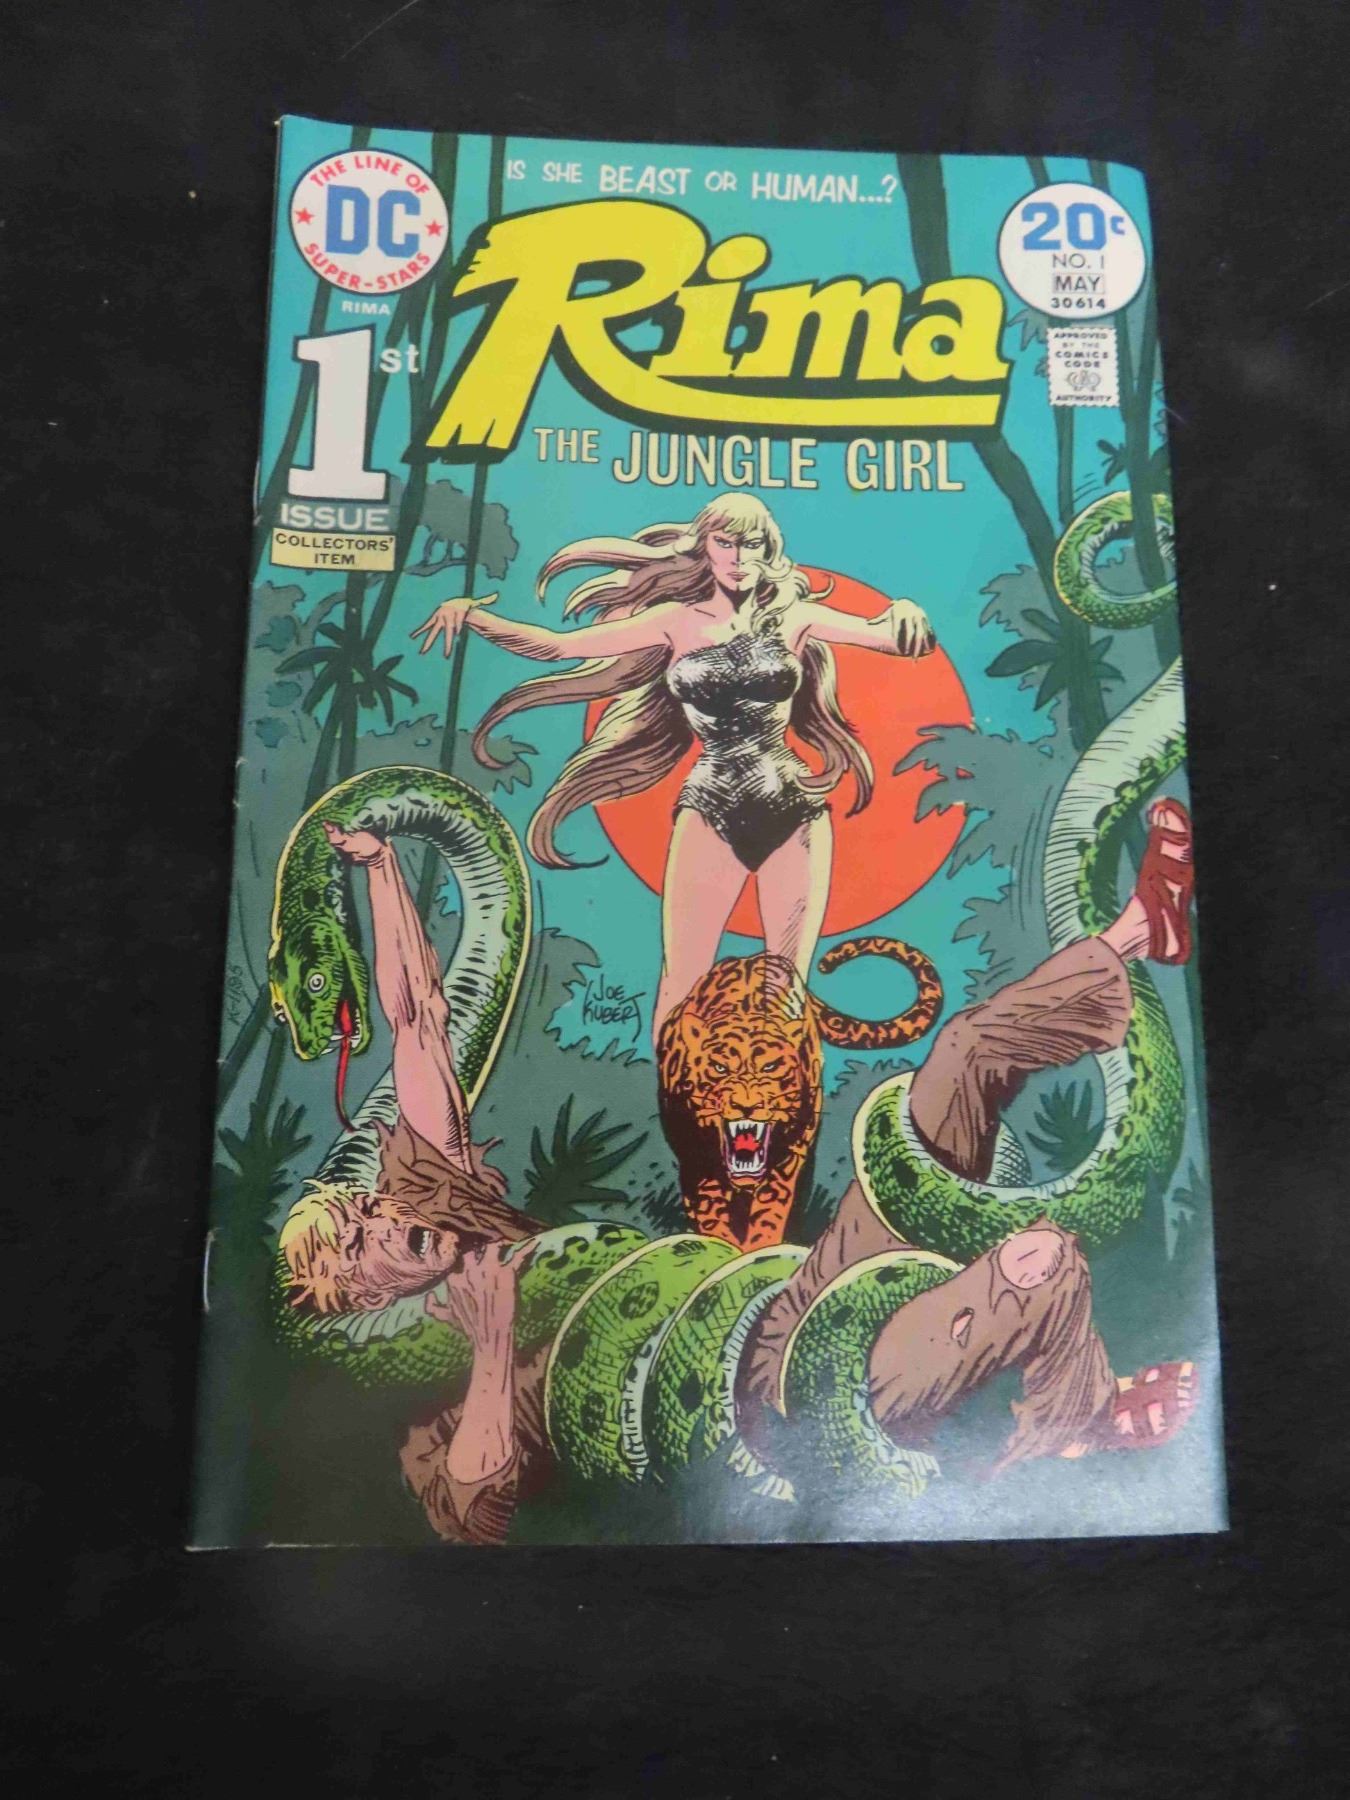 THE LINE OF
DC
SUPER-STARS
RIMA
1st
ISSUE
COLLECTORS'
ITEM
IS SHE BEAST OR HUMAN...?
Rima
THE JUNGLE GIRL
20¢
NO. 1
MAY
30614
APPROVED
BY THE
COMICS
CODE
AUTHORITY
JOE
KUBERT